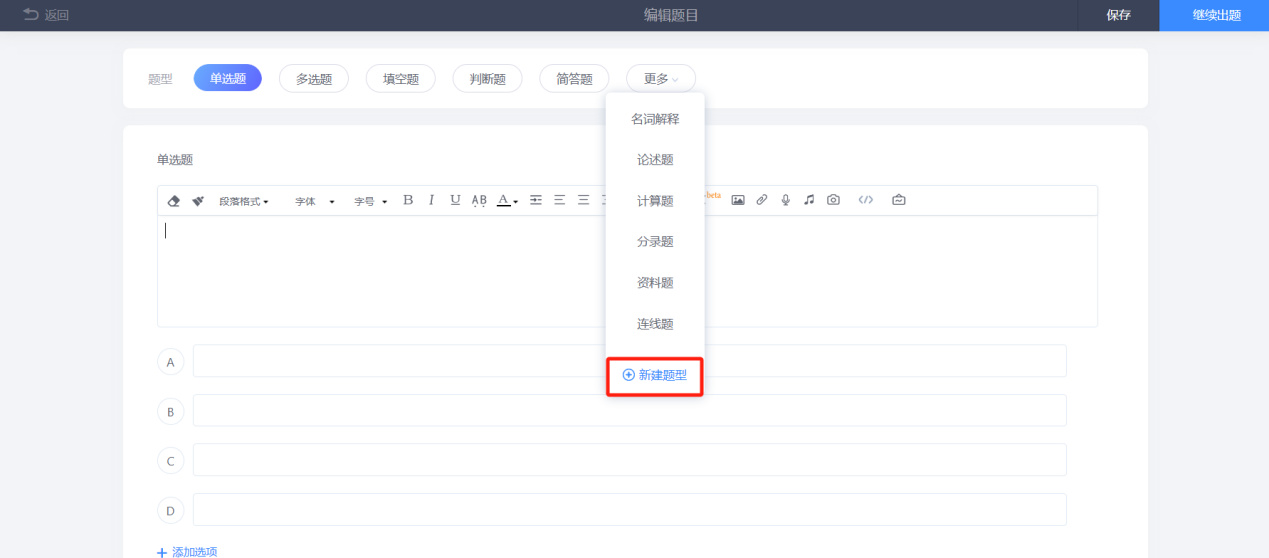 返回 编辑题目 保存 继续出题
题型 单选题 多选题 填空题 判断题 简答题 更多
名词解释
论述题
计算题
分录题
资料题
连线题
新建题型
单选题
段落格式 字体 字号 B I U AB A -beta
A
B
C
D
添加选项